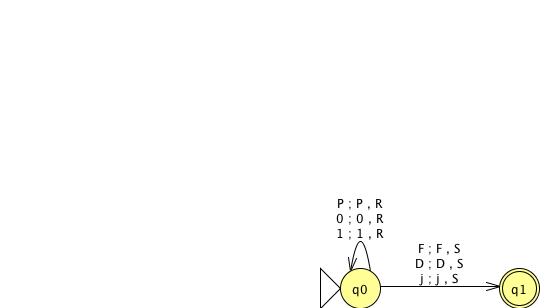 P ; P , R
0 ; 0 , R
1 ; 1 , R
F ; F , S
D ; D , S
j ; j , S
q0
q1